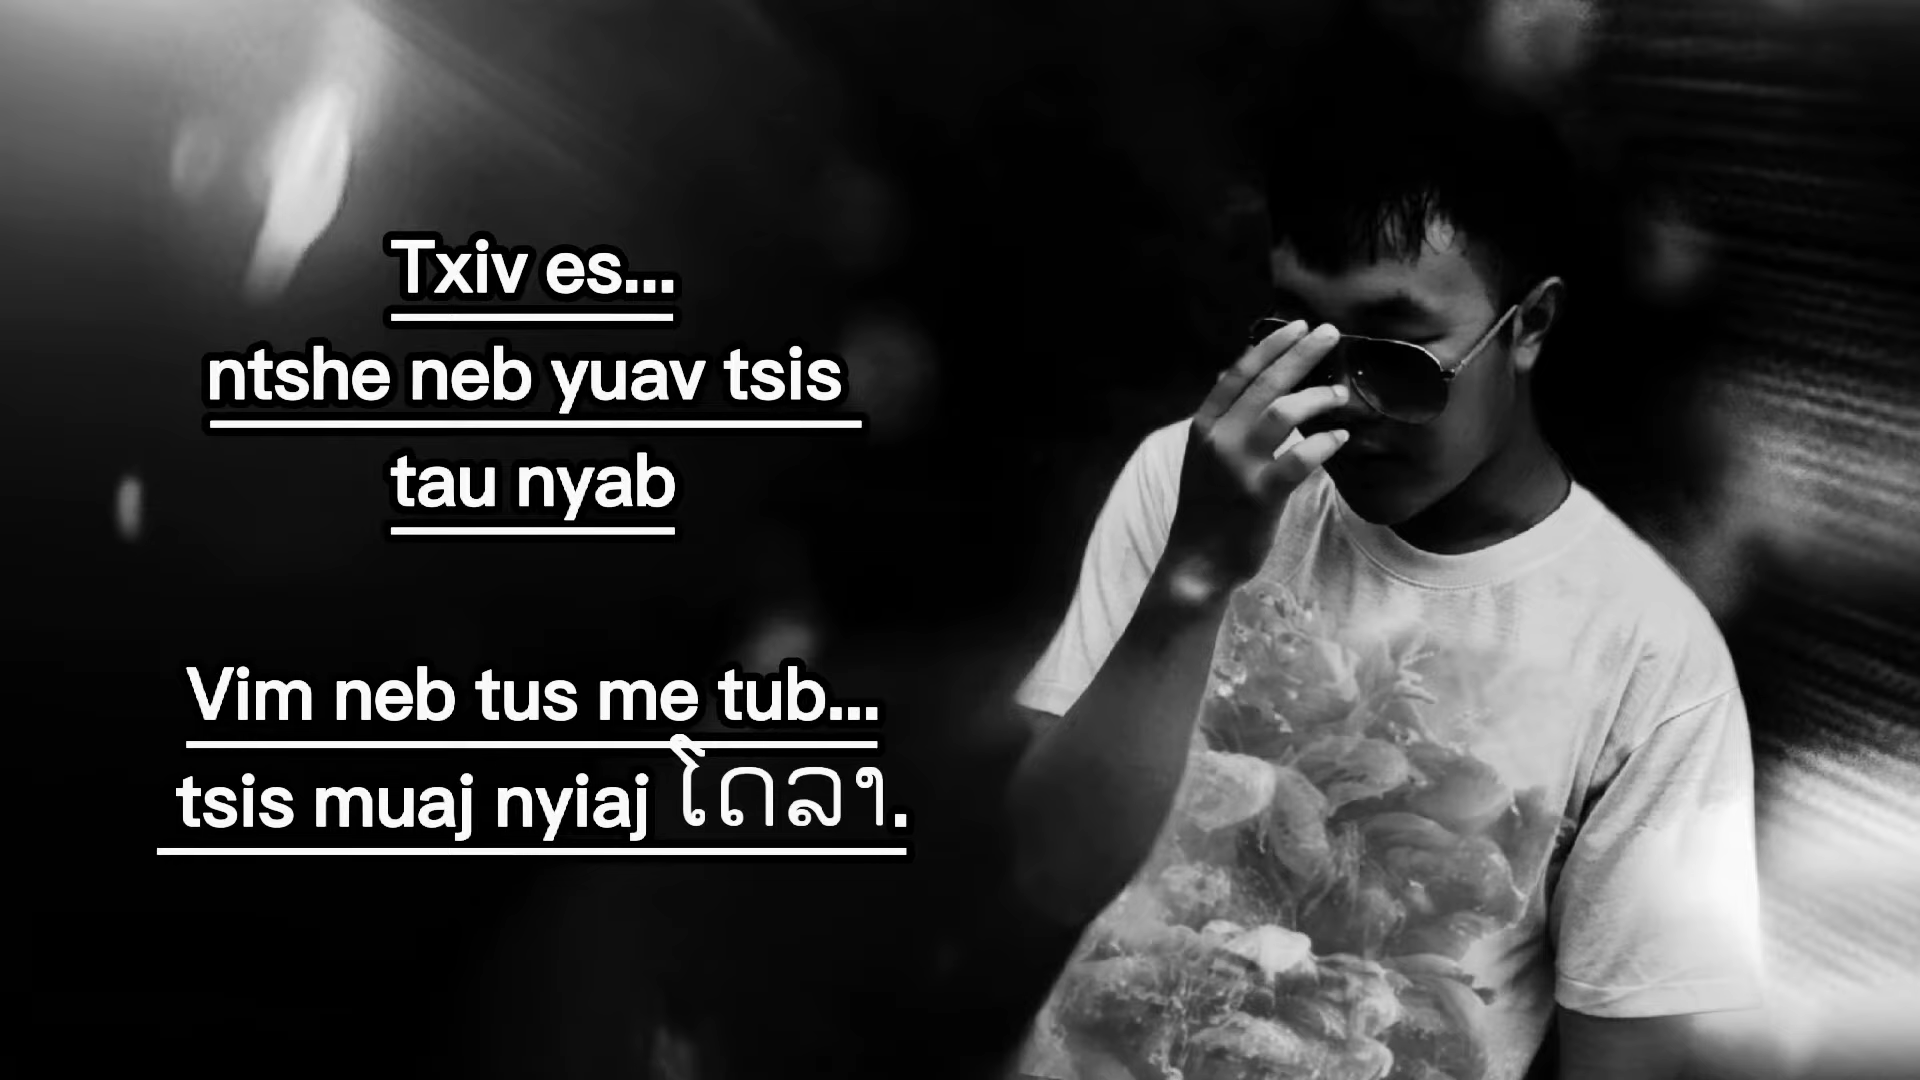 Txiv es...
ntshe neb yuav tsis
tau nyab
Vim neb tus me tub...
tsis muaj nyiaj ໂດລາ.